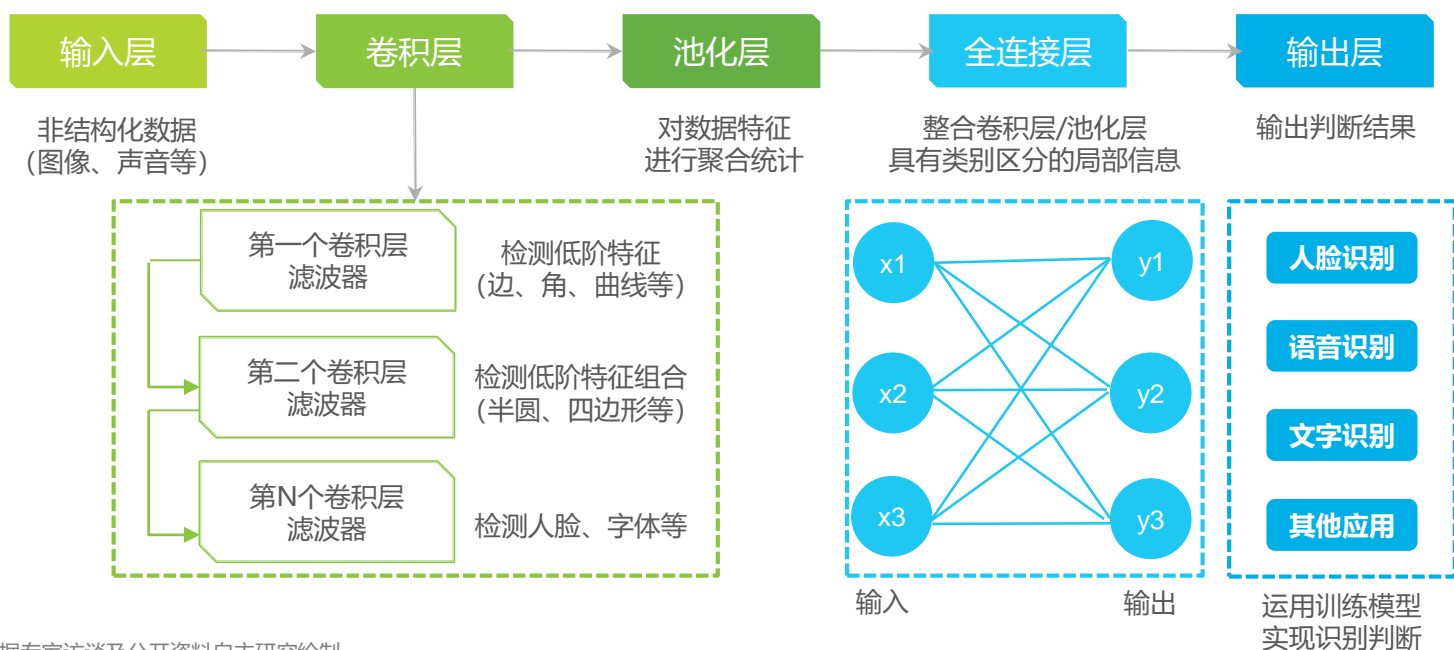 输入层
卷积层
池化层
全连接层
输出层
非结构化数据
(图像、声音等)
对数据特征
进行聚合统计
整合卷积层/池化层
具有类别区分的局部信息
输出判断结果
第一个卷积层
滤波器
检测低阶特征
(边、角、曲线等)
第二个卷积层
滤波器
检测低阶特征组合
(半圆、四边形等)
第N个卷积层
滤波器
检测人脸、字体等
x1
y1
x2
y2
x3
y3
输入
输出
人脸识别
语音识别
文字识别
其他应用
运用训练模型
实现识别判断